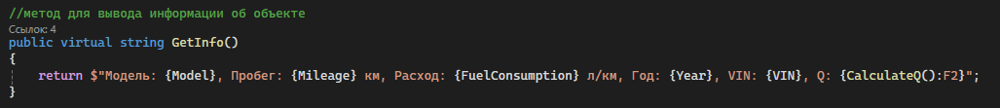 //метод для вывода информации об объекте
Ссылок: 4
public virtual string GetInfo()
{
return $"Модель: {Model}, Пробег: {Mileage} км, Расход: {FuelConsumption} л/км, Год: {Year}, VIN: {VIN}, Q: {CalculateQ():F2}";
}